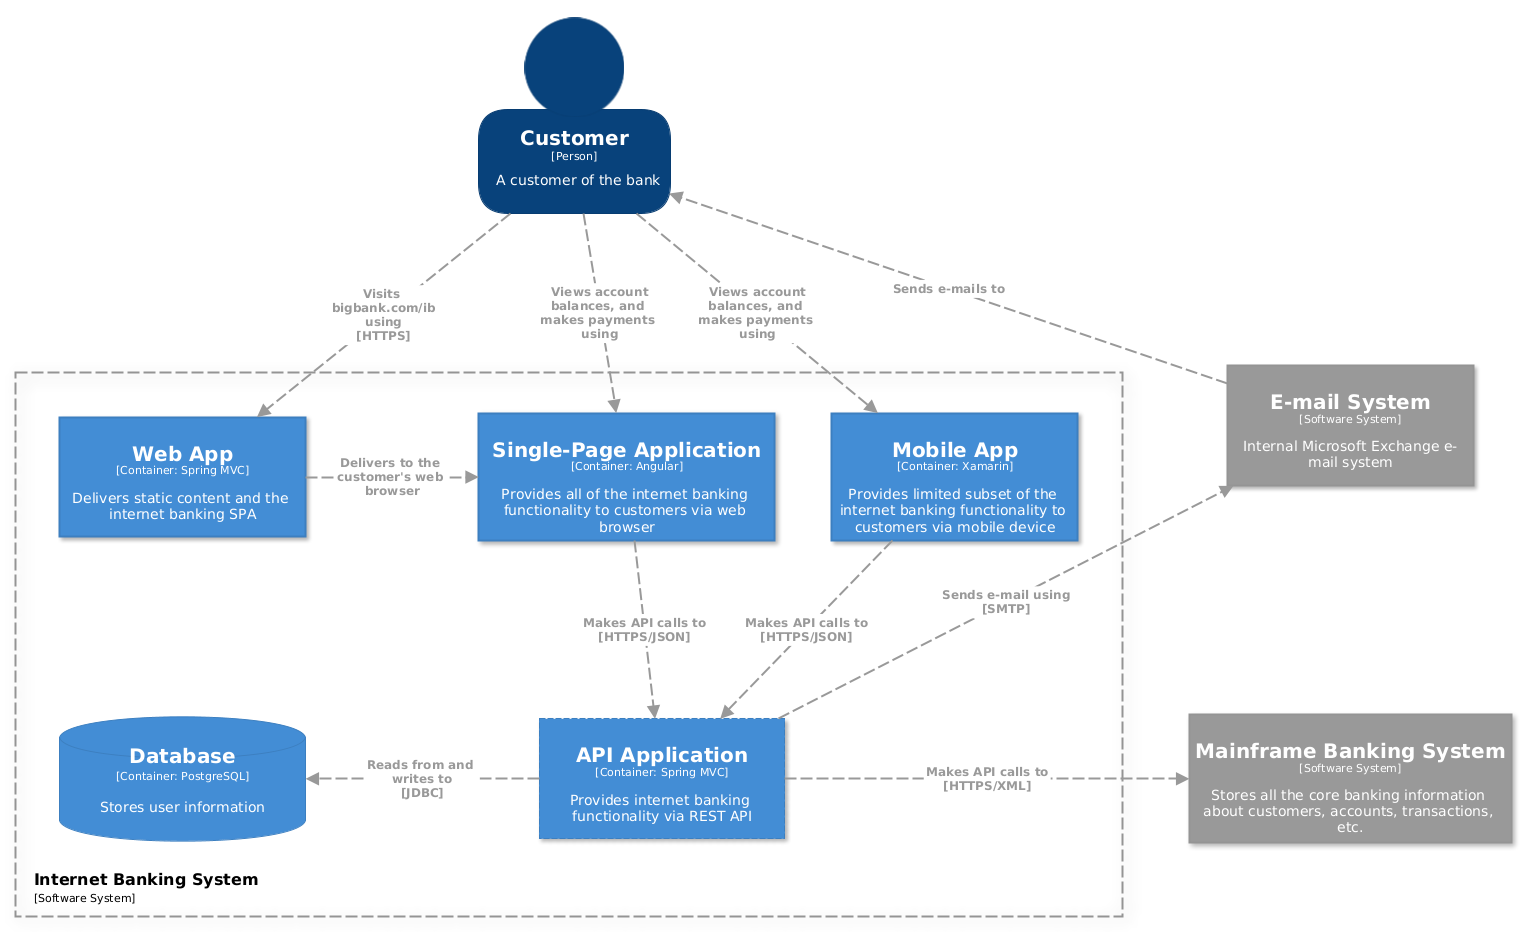 Customer
[Person]
A customer of the bank
Visits
bigbank.com/ib
using
[HTTPS]
Views account
balances, and
makes payments
using
Views account
balances, and
makes payments
using
Sends e-mails to
Web App
[Container: Spring MVC]
Delivers static content and the
internet banking SPA
Delivers to the
customer's web
browser
Single-Page Application
[Container: Angular]
Provides all of the internet banking
functionality to customers via web
browser
Mobile App
[Container: Xamarin]
Provides limited subset of the
internet banking functionality to
customers via mobile device
E-mail System
[Software System]
Internal Microsoft Exchange e-
mail system
Makes API calls to
[HTTPS/JSON]
Makes API calls to
[HTTPS/JSON]
Sends e-mail using
[SMTP]
Database
[Container: PostgreSQL]
Stores user information
Reads from and
writes to
[JDBC]
API Application
[Container: Spring MVC]
Provides internet banking
functionality via REST API
Makes API calls to
[HTTPS/XML]
Mainframe Banking System
[Software System]
Stores all the core banking information
about customers, accounts, transactions,
etc.
Internet Banking System
[Software System]